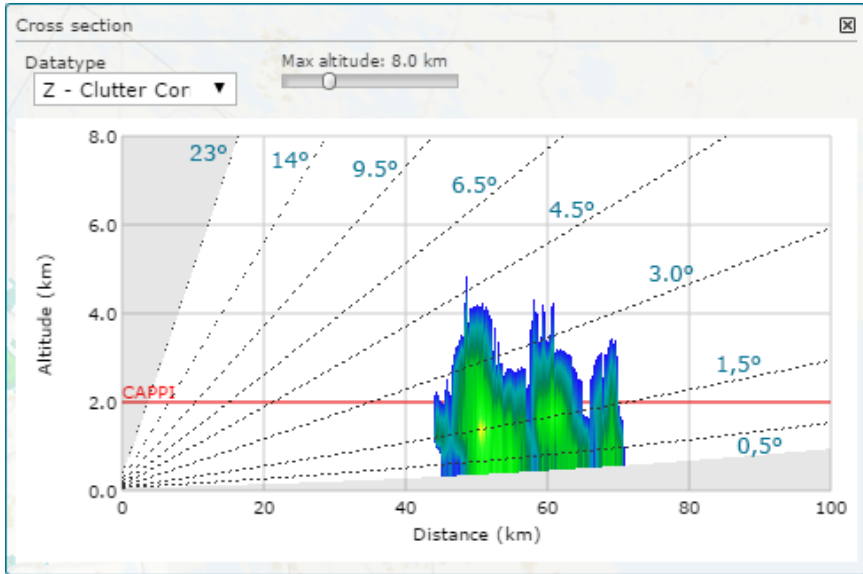 Cross section
Datatype
Max altitude: 8.0 km
Z - Clutter Cor
8.0
23º
14º
9.5º
6.5º
4.5º
6.0
3.0º
4.0
Altitude (km)
1,5º
CAPPI
2.0
0,5º
0.0
0
20
40
60
80
100
Distance (km)